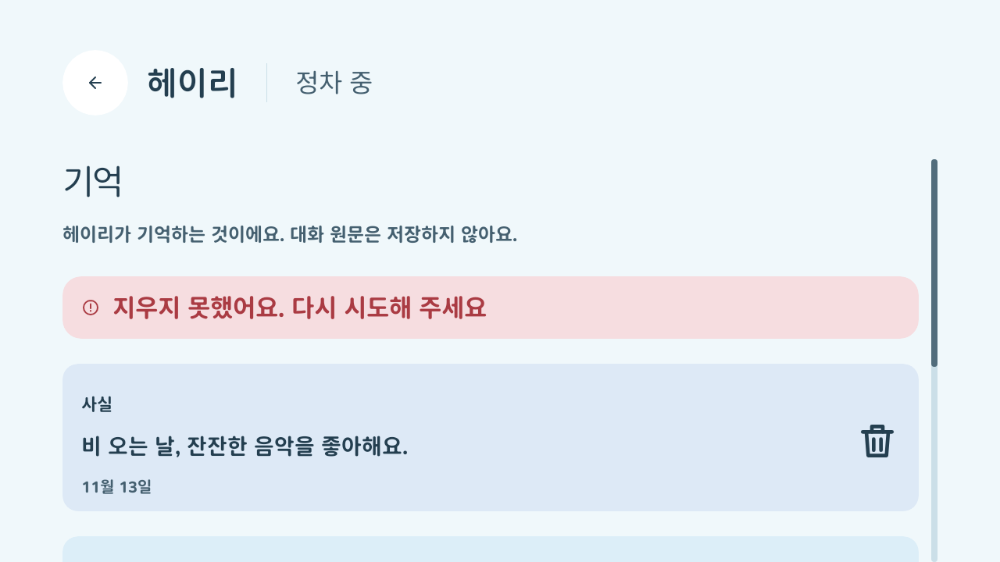 헤이리
정차 중
기억
헤이리가 기억하는 것이에요. 대화 원문은 저장하지 않아요.
지우지 못했어요. 다시 시도해 주세요
사실
비 오는 날, 잔잔한 음악을 좋아해요.
11월 13일